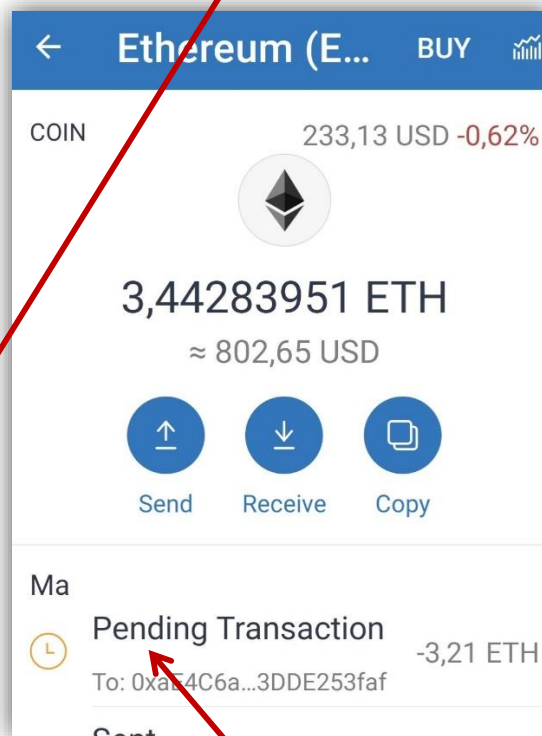 Ethereum (E... BUY
COIN 233,13 USD -0,62%
3,44283951 ETH
≈ 802,65 USD
Send Receive Copy
Ma
Pending Transaction
-3,21 ETH
To: 0xaE4C6a...3DDE253faf
Sent